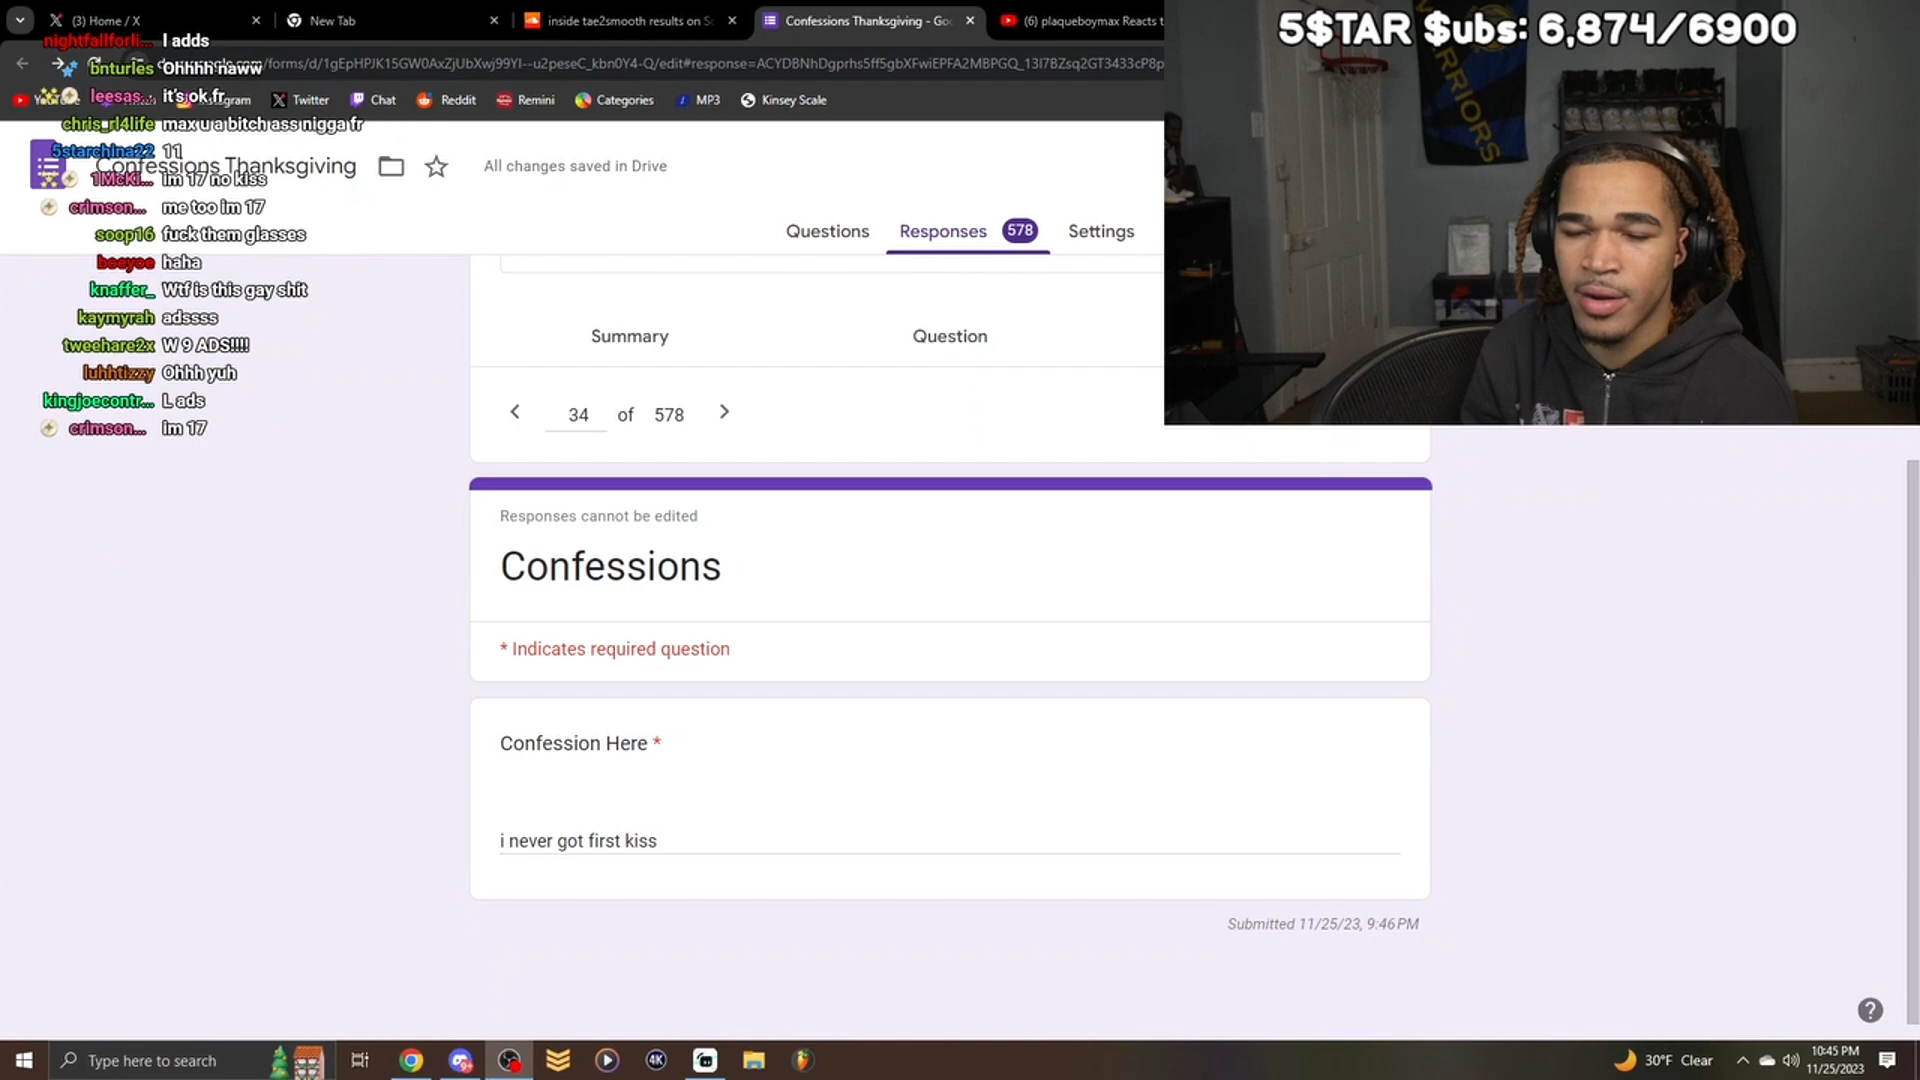 (3) Home / X
New Tab
inside tae2smooth results on
Confessions Thanksgiving - Go
(6) plaqueboymax Reacts t
/forms/d/1gEpHPJK15GW0AxZjUbXwj99YI--u2peseC_kbn0Y4-Q/edit#response=ACYDBNhDgprhs5ff5gbXFwiEPFA2MBPGQ_13I7BZsq2GT3433cP8p
Twitter
Chat
Reddit
Remini
Categories
MP3
Kinsey Scale
5$TAR $ubs: 6,874/6900
nightfallforli... l adds
bnturles Ohhhh naww
leesas... it's ok fr
chris_rl4life max u a bitch ass nigga fr
5starchina22 11
1McKi... im 17 no kiss
crimson... me too im 17
soop16 fuck them glasses
beeyoe haha
knaffer_ Wtf is this gay shit
kaymyrah adssss
tweehare2x W 9 ADS!!!!
luhhtizzy Ohhh yuh
kingjoecontr... L ads
crimson... im 17
Confessions Thanksgiving
All changes saved in Drive
Questions
Responses 578
Settings
Summary
Question
34 of 578
WARRIORS
Responses cannot be edited
Confessions
* Indicates required question
Confession Here *
i never got first kiss
Submitted 11/25/23, 9:46 PM
Type here to search
9+
4K
30°F Clear
10:45 PM
11/25/2023